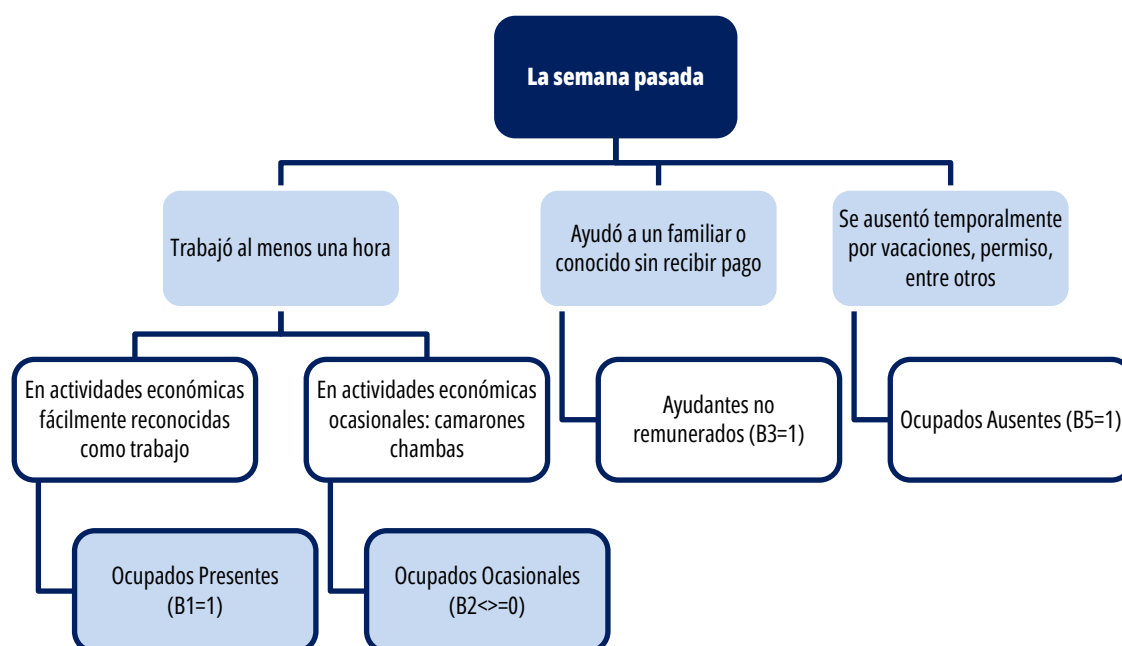 La semana pasada
Trabajó al menos una hora
Ayudó a un familiar o
conocido sin recibir pago
Se ausentó temporalmente
por vacaciones, permiso,
entre otros
En actividades económicas
fácilmente reconocidas
como trabajo
En actividades económicas
ocasionales: camarones
chambas
Ayudantes no
remunerados (B3=1)
Ocupados Ausentes (B5=1)
Ocupados Presentes
(B1=1)
Ocupados Ocasionales
(B2<>=0)